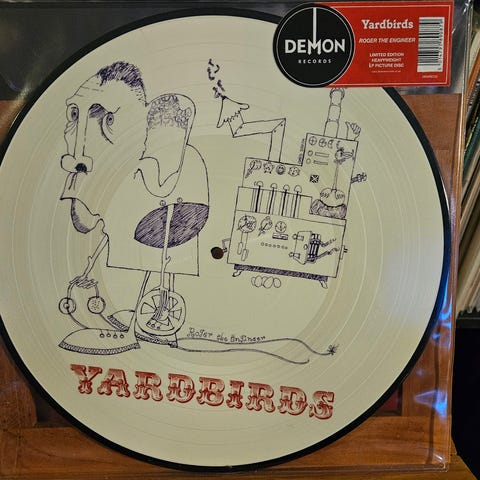 DEMON
RECORDS
Yardbirds
ROGER THE ENGINEER
LIMITED EDITION
HEAVYWEIGHT
LP PICTURE DISC
Roger the Engineer
YARDBIRDS